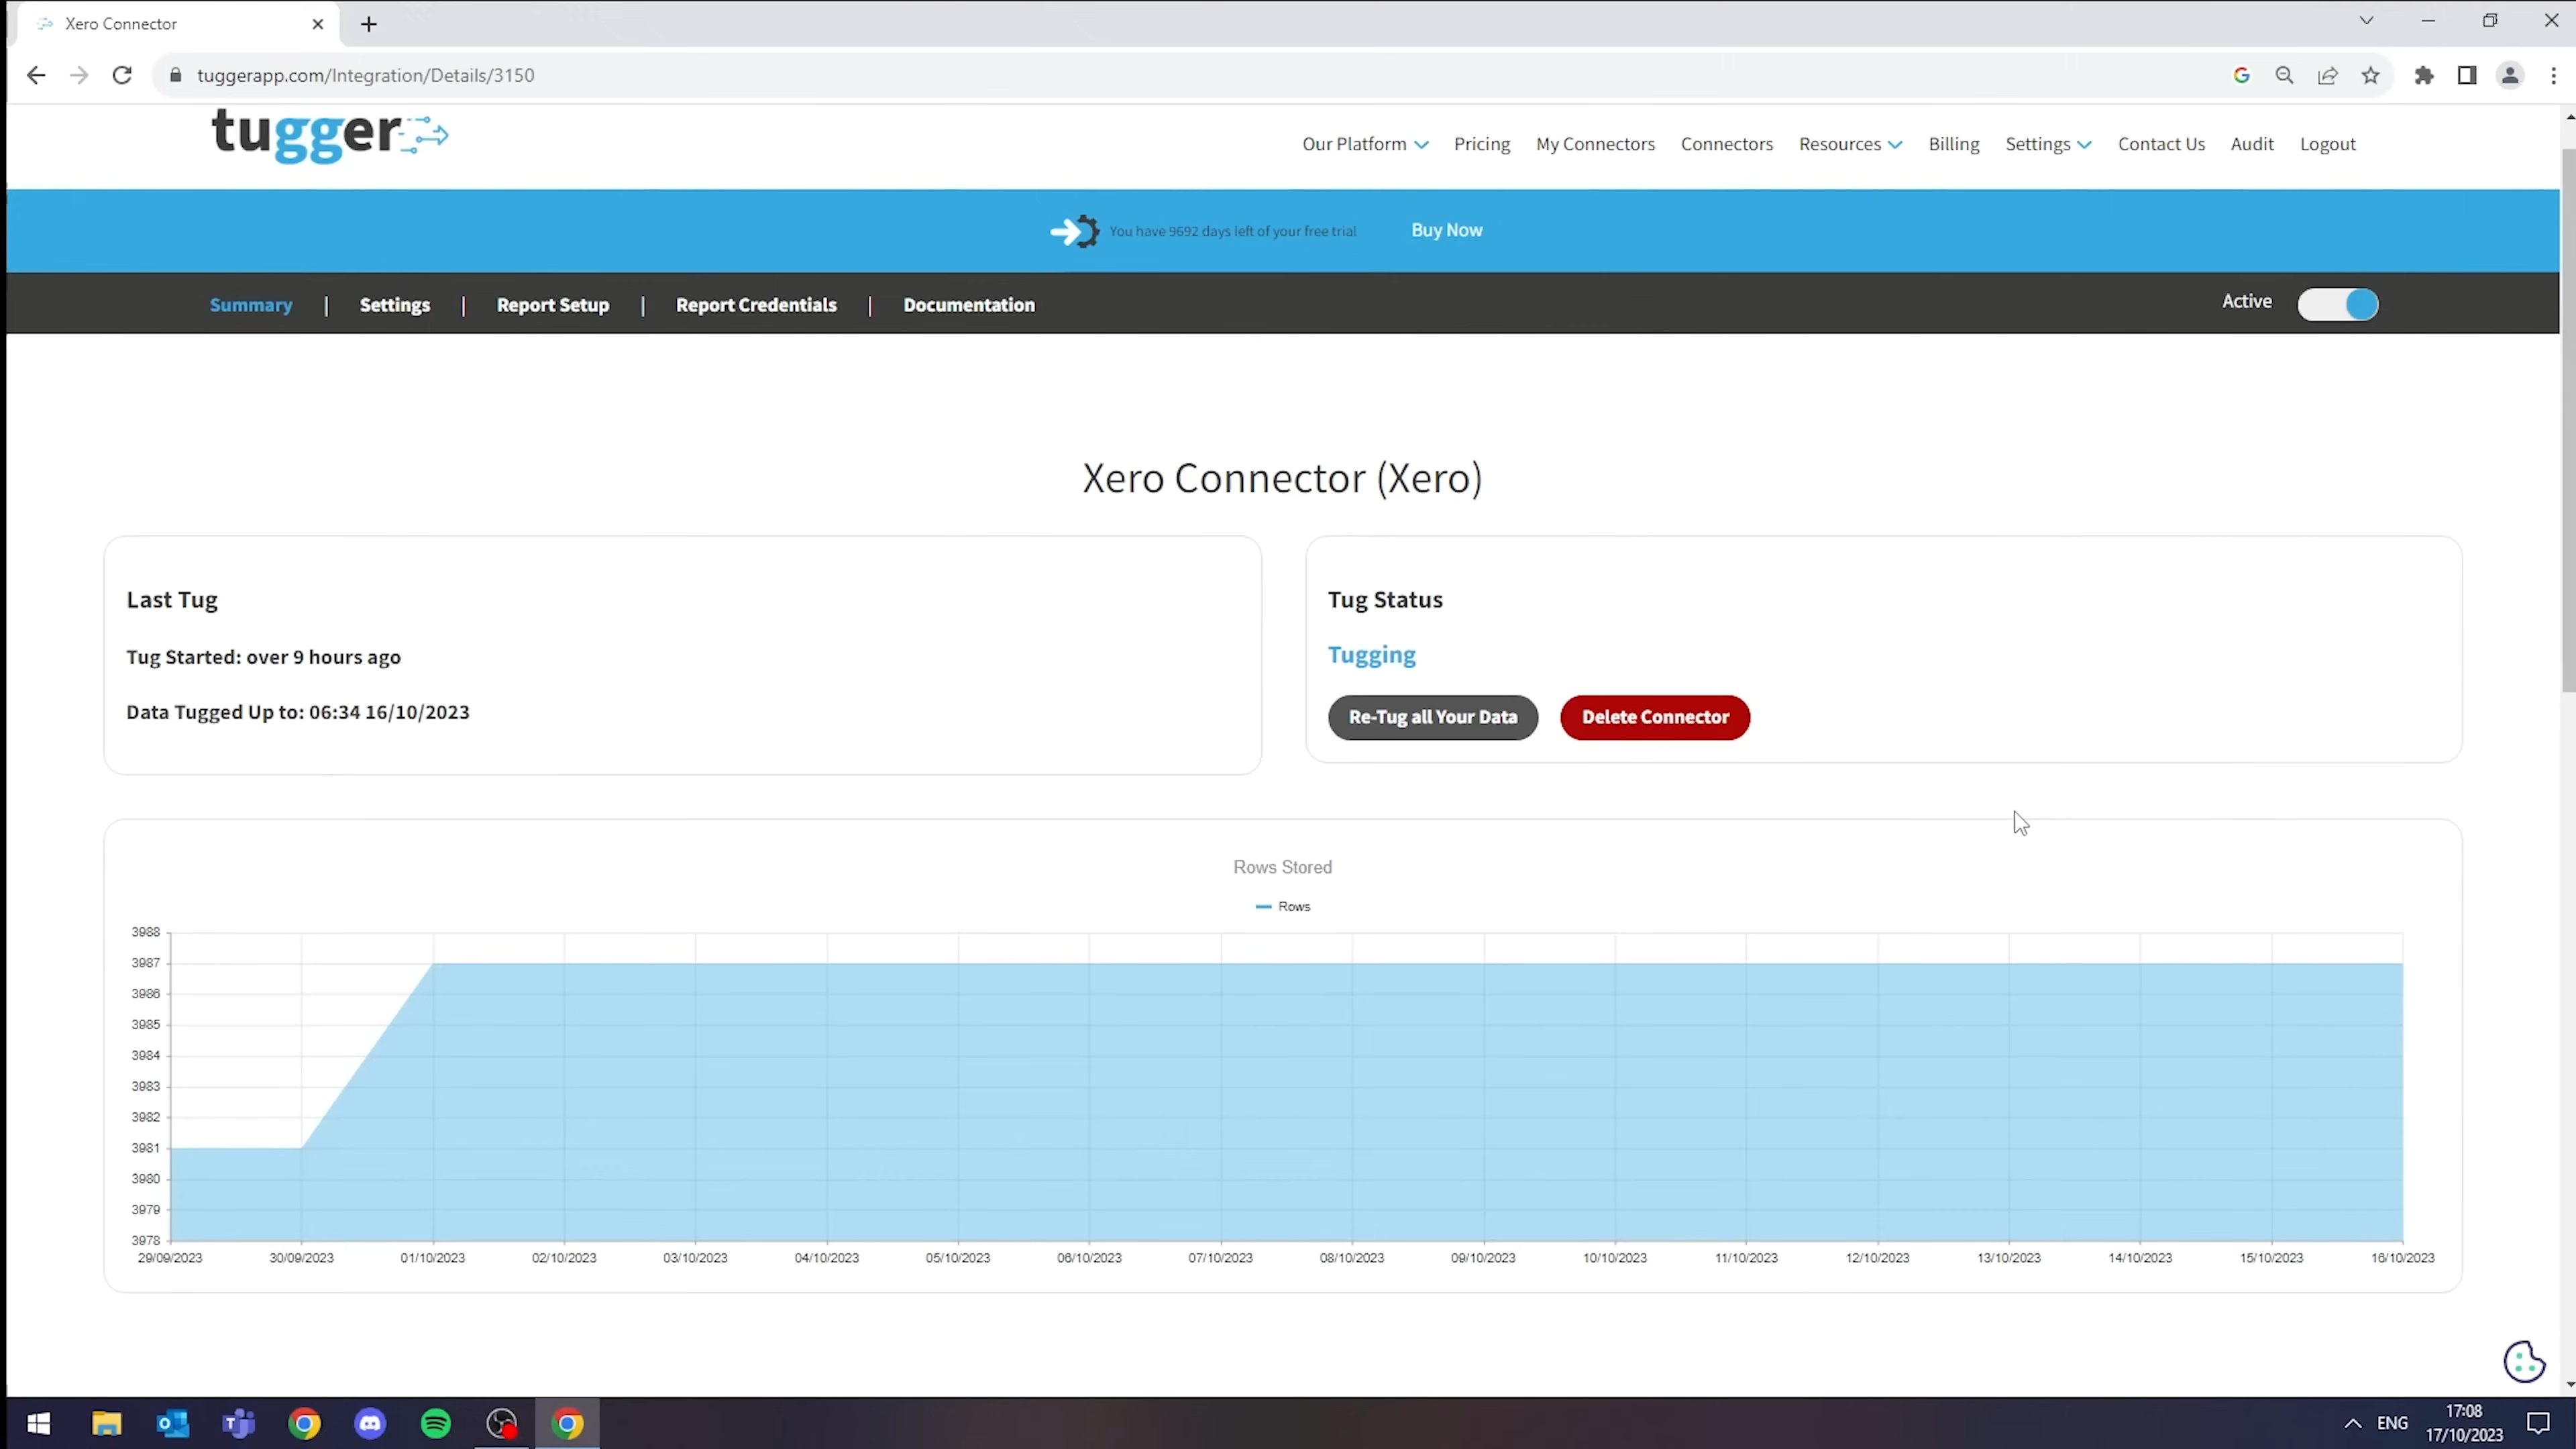 Xero Connector
tuggerapp.com/Integration/Details/3150
tugger
Our Platform Pricing My Connectors Connectors Resources Billing Settings Contact Us Audit Logout
You have 9692 days left of your free trial Buy Now
Summary | Settings | Report Setup | Report Credentials | Documentation Active
Xero Connector (Xero)
Last Tug
Tug Started: over 9 hours ago
Data Tugged Up to: 06:34 16/10/2023
Tug Status
Tugging
Re-Tug all Your Data Delete Connector
Rows Stored
Rows
3988
3987
3986
3985
3984
3983
3982
3981
3980
3979
3978
29/09/2023 30/09/2023 01/10/2023 02/10/2023 03/10/2023 04/10/2023 05/10/2023 06/10/2023 07/10/2023 08/10/2023 09/10/2023 10/10/2023 11/10/2023 12/10/2023 13/10/2023 14/10/2023 15/10/2023 16/10/2023
ENG
17:08
17/10/2023